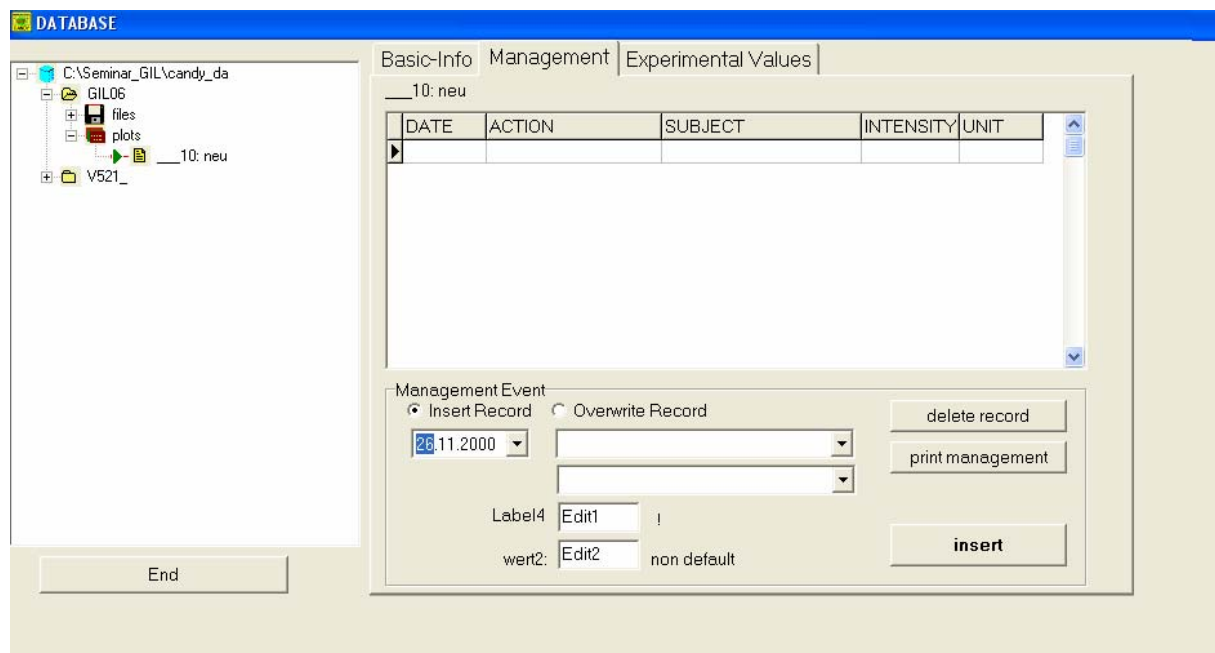 DATABASE
C:\Seminar_GIL\candy_da
GIL06
files
plots
___10: neu
V521_
End
Basic-Info Management Experimental Values
___10: neu
DATE ACTION SUBJECT INTENSITY UNIT
Management Event
Insert Record Overwrite Record
26.11.2000
Label4 Edit1 !
wert2: Edit2 non default
delete record
print management
insert